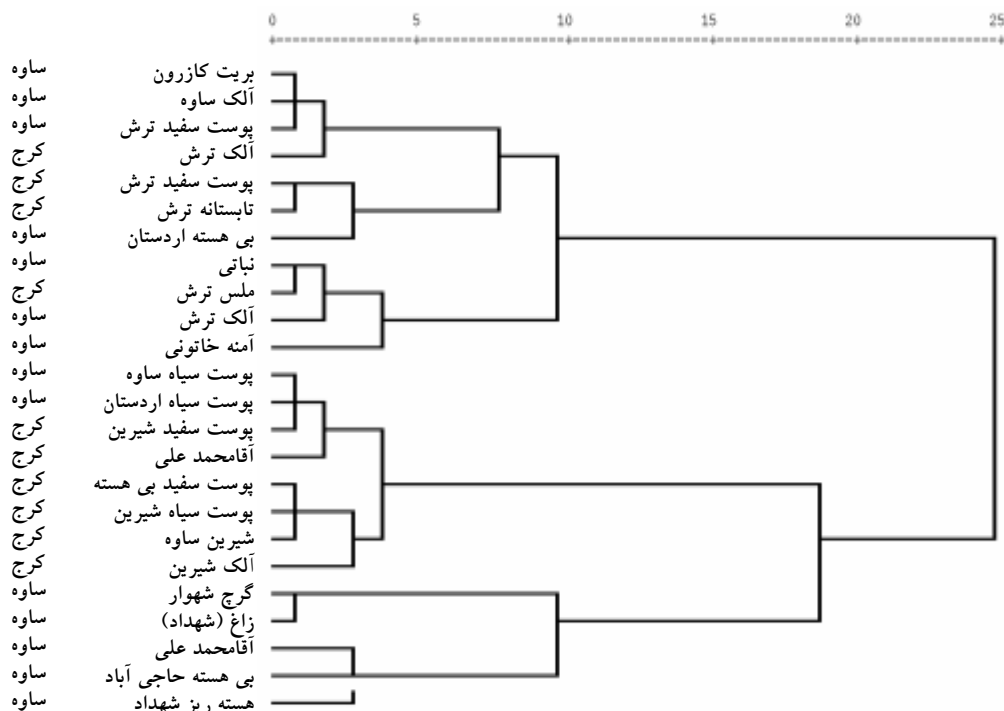 0 5 10 15 20 25
بریت کازرون ساوه
آلک ساوه ساوه
پوست سفید ترش ساوه
آلک ترش کرج
پوست سفید ترش کرج
تابستانه ترش کرج
بی هسته اردستان ساوه
نباتی ساوه
ملس ترش کرج
آلک ترش ساوه
آمنه خاتونی ساوه
پوست سیاه ساوه ساوه
پوست سیاه اردستان ساوه
پوست سفید شیرین کرج
آقامحمد علی کرج
پوست سفید بی هسته کرج
پوست سیاه شیرین کرج
شیرین ساوه کرج
آلک شیرین کرج
گرچ شهوار ساوه
زاغ (شهداد) ساوه
آقامحمد علی ساوه
بی هسته حاجی آباد ساوه
هسته ریز شهداد ساوه